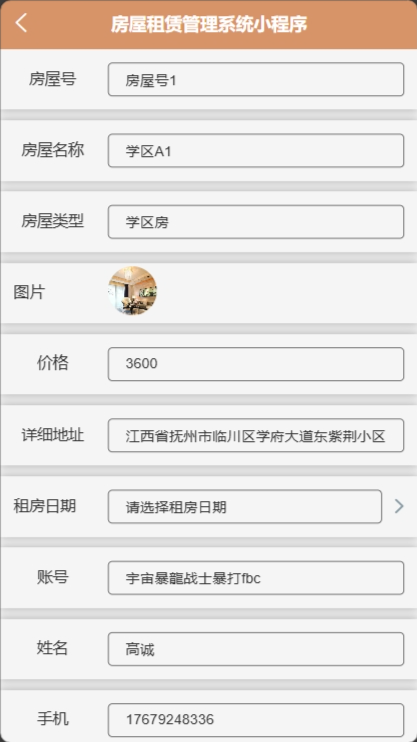 房屋租赁管理系统小程序
房屋号 房屋号1
房屋名称 学区A1
房屋类型 学区房
图片
价格 3600
详细地址 江西省抚州市临川区学府大道东紫荆小区
租房日期 请选择租房日期
账号 宇宙暴龍战士暴打fbc
姓名 高诚
手机 17679248336